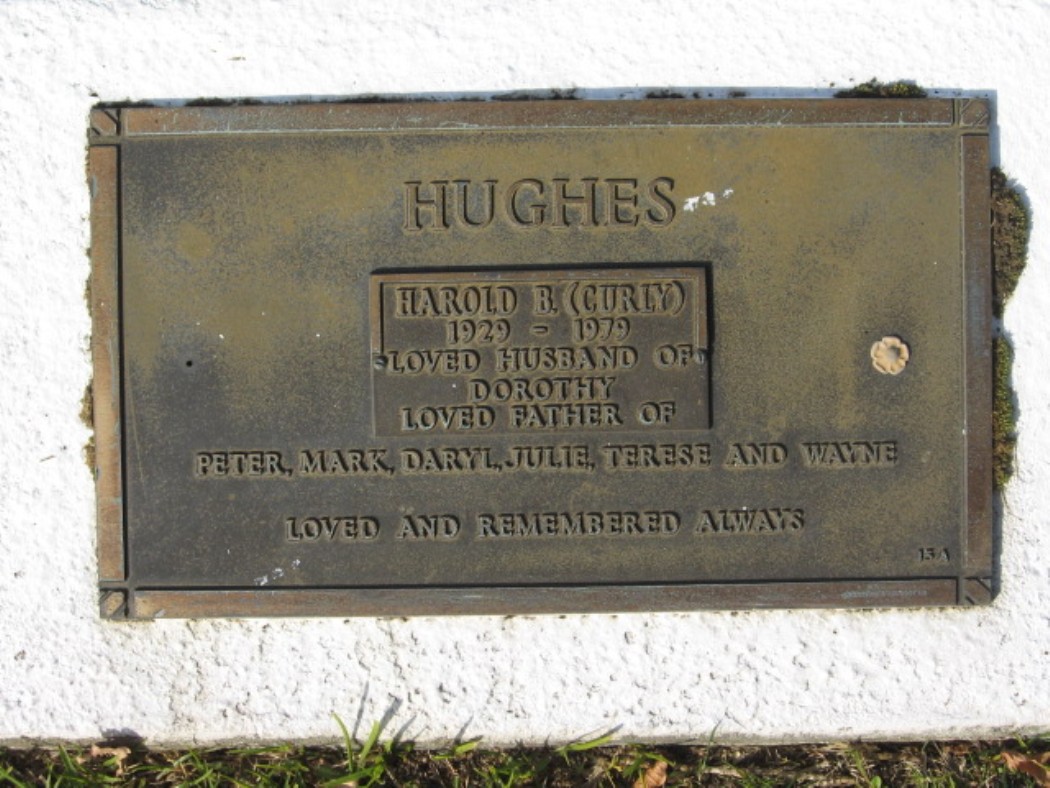 HUGHES
HAROLD B. (CURLY)
1929 - 1979
LOVED HUSBAND OF
DOROTHY
LOVED FATHER OF
PETER, MARK, DARYL, JULIE, TERESE AND WAYNE
LOVED AND REMEMBERED ALWAYS
13A